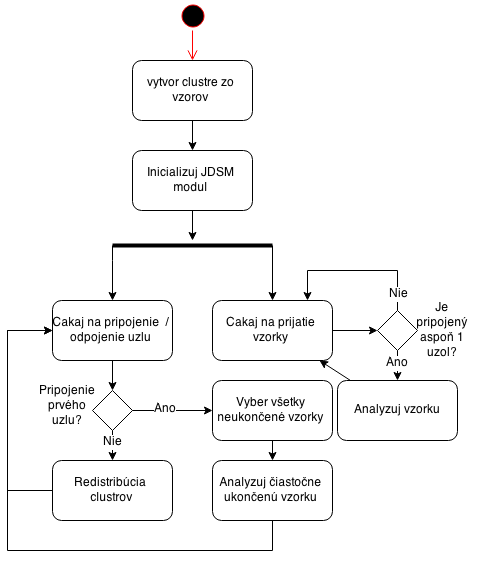 vytvor clustre zo
vzorov
Inicializuj JDSM
modul
Cakaj na pripojenie /
odpojenie uzlu
Cakaj na prijatie
vzorky
Nie
Je
pripojený
aspoň 1
uzol?
Ano
Pripojenie
prvého
uzlu?
Ano
Vyber všetky
neukončené vzorky
Analyzuj vzorku
Nie
Redistribúcia
clustrov
Analyzuj čiastočne
ukončenú vzorku